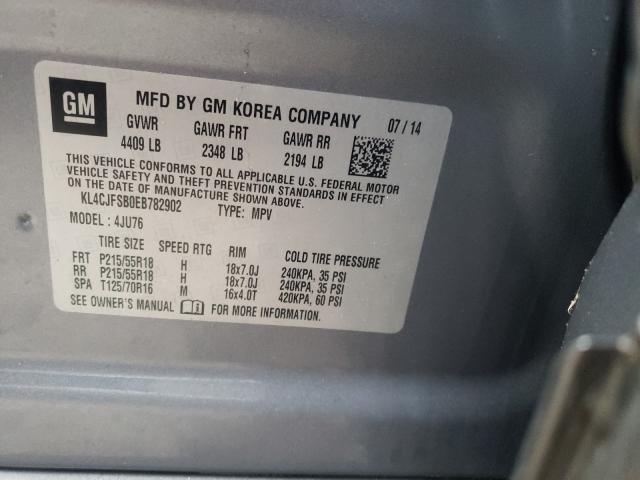 GM MFD BY GM KOREA COMPANY 07/14
GVWR GAWR FRT GAWR RR
4409 LB 2348 LB 2194 LB
THIS VEHICLE CONFORMS TO ALL APPLICABLE U.S. FEDERAL MOTOR
VEHICLE SAFETY AND THEFT PREVENTION STANDARDS IN EFFECT
ON THE DATE OF MANUFACTURE SHOWN ABOVE.
KL4CJFSB0EB782902 TYPE: MPV
MODEL: 4JU76
TIRE SIZE SPEED RTG RIM COLD TIRE PRESSURE
FRT P215/55R18 H 18x7.0J 240KPA, 35 PSI
RR P215/55R18 H 18x7.0J 240KPA, 35 PSI
SPA T125/70R16 M 16x4.0T 420KPA, 60 PSI
SEE OWNER'S MANUAL FOR MORE INFORMATION.